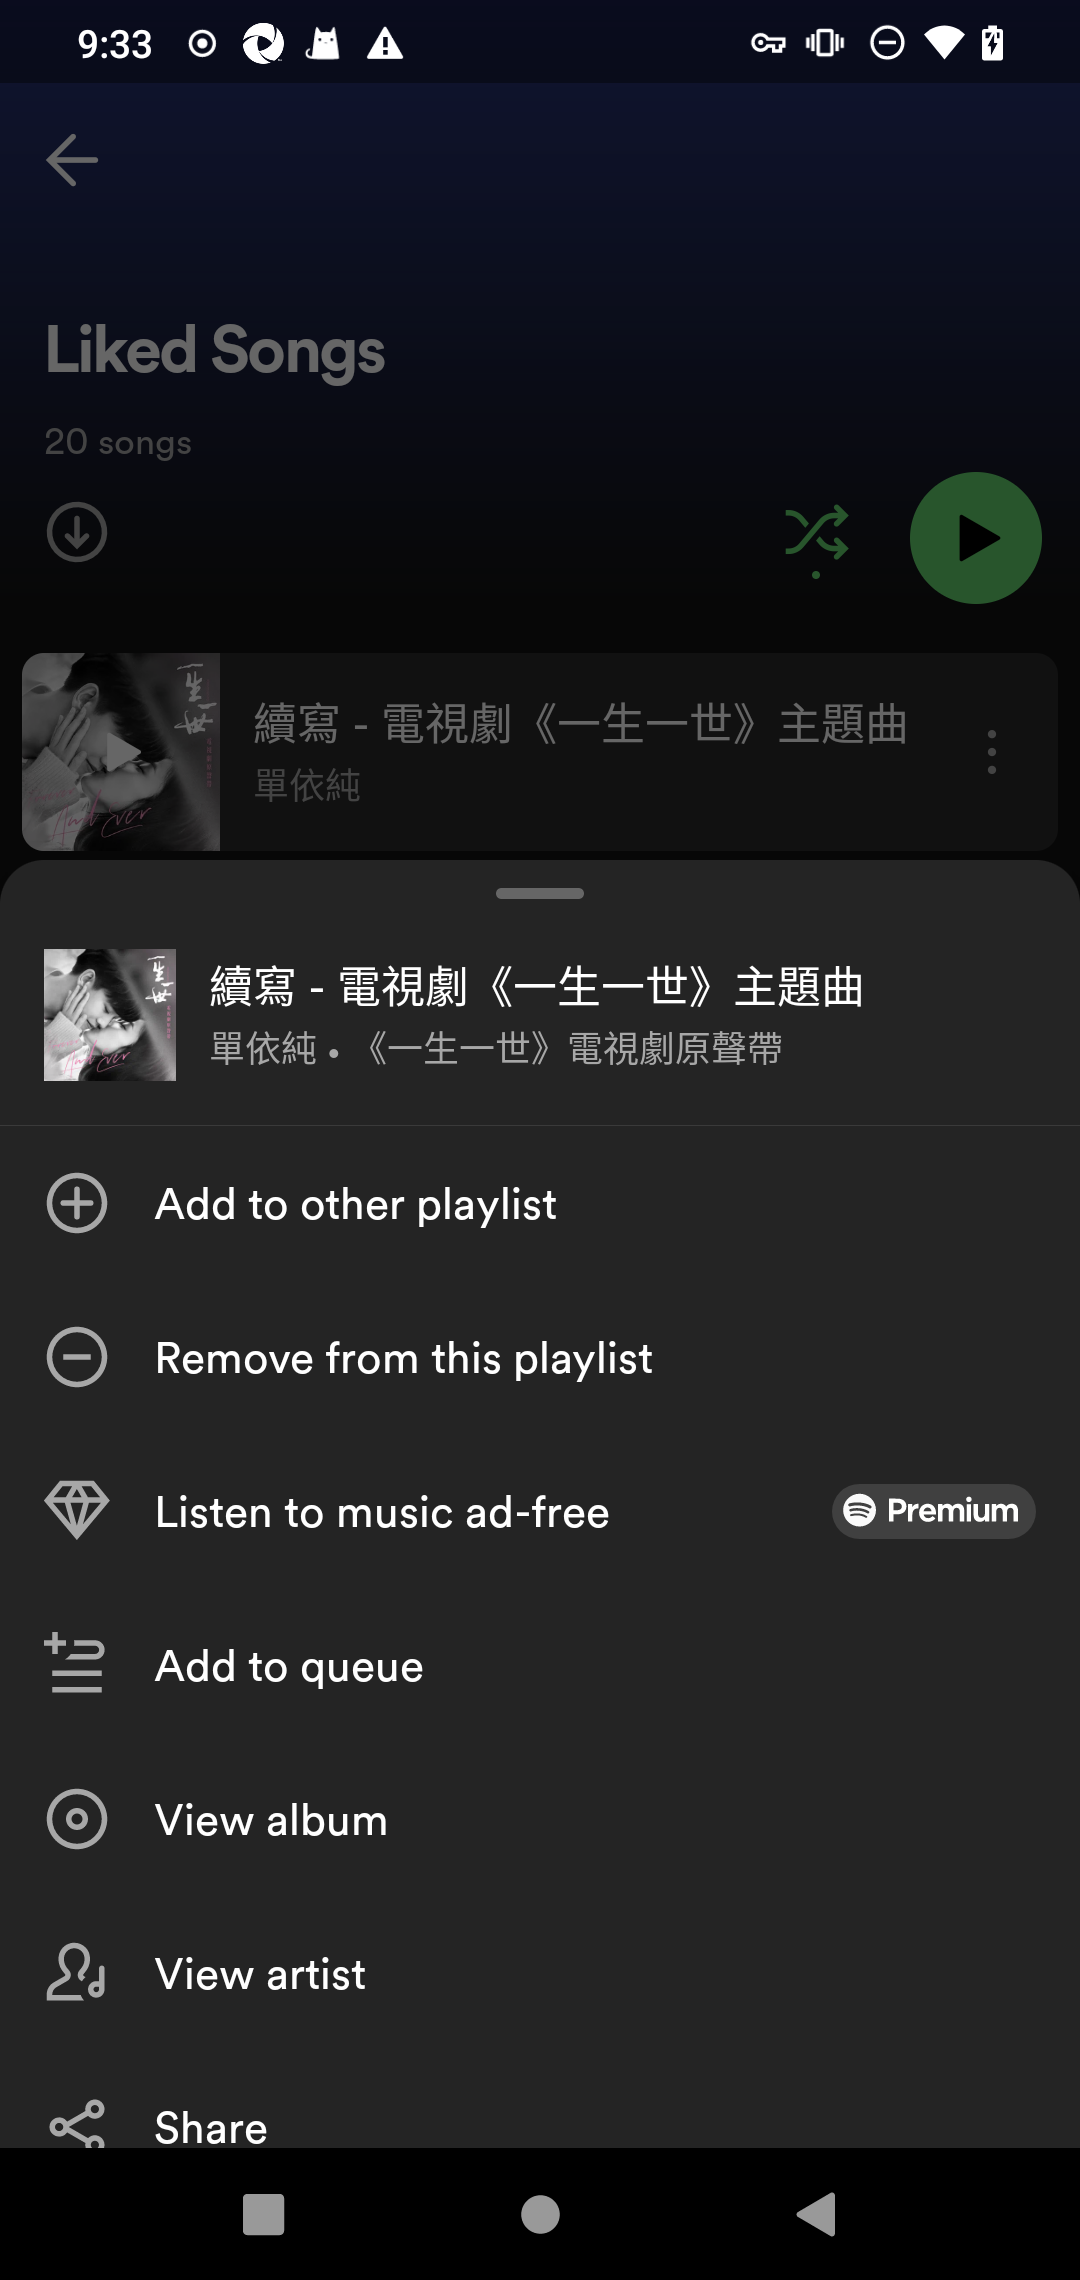 9:33
Liked Songs
20 songs
續寫 - 電視劇《一生一世》主題曲
單依純
續寫 - 電視劇《一生一世》主題曲
單依純 • 《一生一世》電視劇原聲帶
Add to other playlist
Remove from this playlist
Listen to music ad-free
Premium
Add to queue
View album
View artist
Share